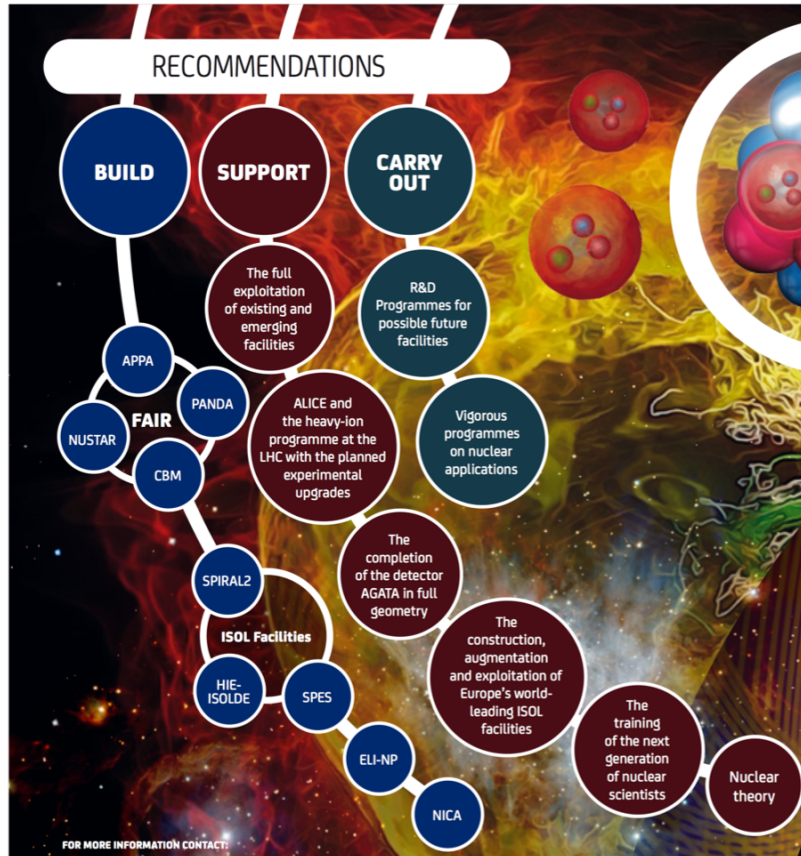 RECOMMENDATIONS
BUILD
SUPPORT
CARRY
OUT
The full
exploitation
of existing and
emerging
facilities
R&D
Programmes for
possible future
facilities
APPA
PANDA
FAIR
NUSTAR
CBM
ALICE and
the heavy-ion
programme at the
LHC with the planned
experimental
upgrades
Vigorous
programmes
on nuclear
applications
The
completion
of the detector
AGATA in full
geometry
SPIRAL2
ISOL Facilities
HIE-
ISOLDE
SPES
ELI-NP
NICA
The
construction,
augmentation
and exploitation of
Europe's world-
leading ISOL
facilities
The
training
of the next
generation
of nuclear
scientists
Nuclear
theory
FOR MORE INFORMATION CONTACT: